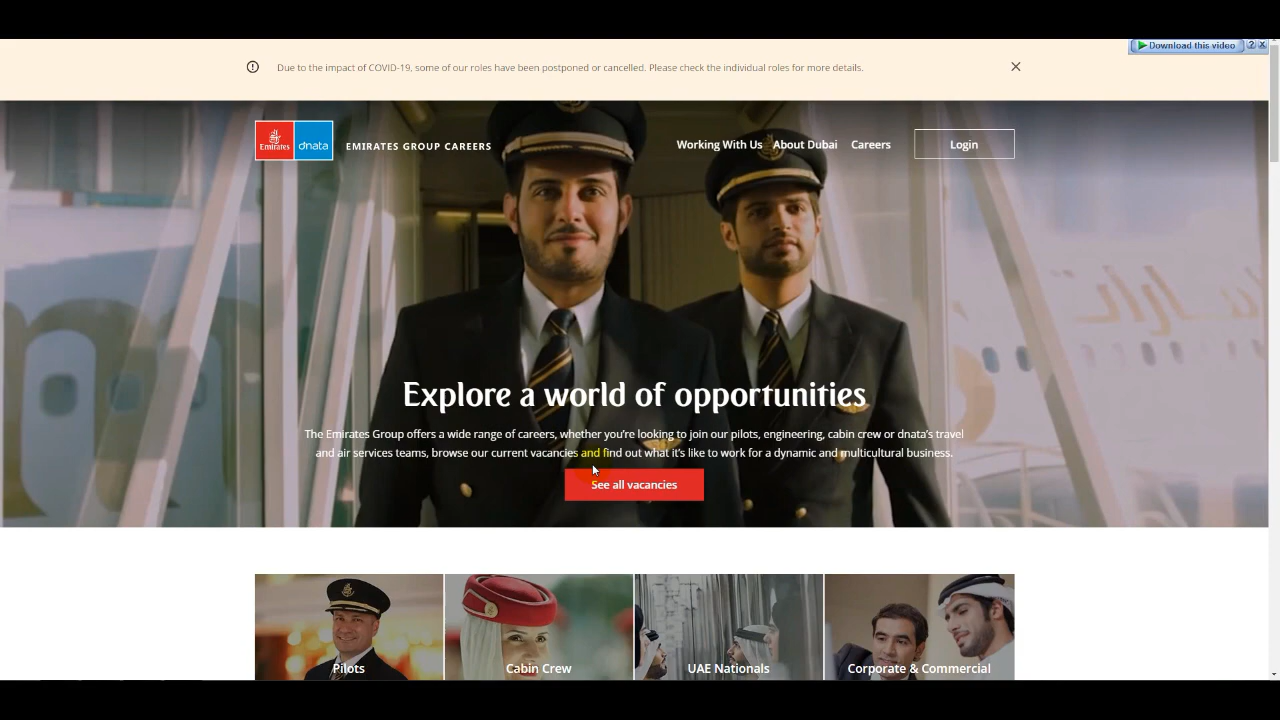 Download this video
Due to the impact of COVID-19, some of our roles have been postponed or cancelled. Please check the individual roles for more details.
Emirates
dnata
EMIRATES GROUP CAREERS
Working With Us
About Dubai
Careers
Login
Explore a world of opportunities
The Emirates Group offers a wide range of careers, whether you're looking to join our pilots, engineering, cabin crew or dnata's travel
and air services teams, browse our current vacancies and find out what it's like to work for a dynamic and multicultural business.
See all vacancies
Pilots
Cabin Crew
UAE Nationals
Corporate & Commercial